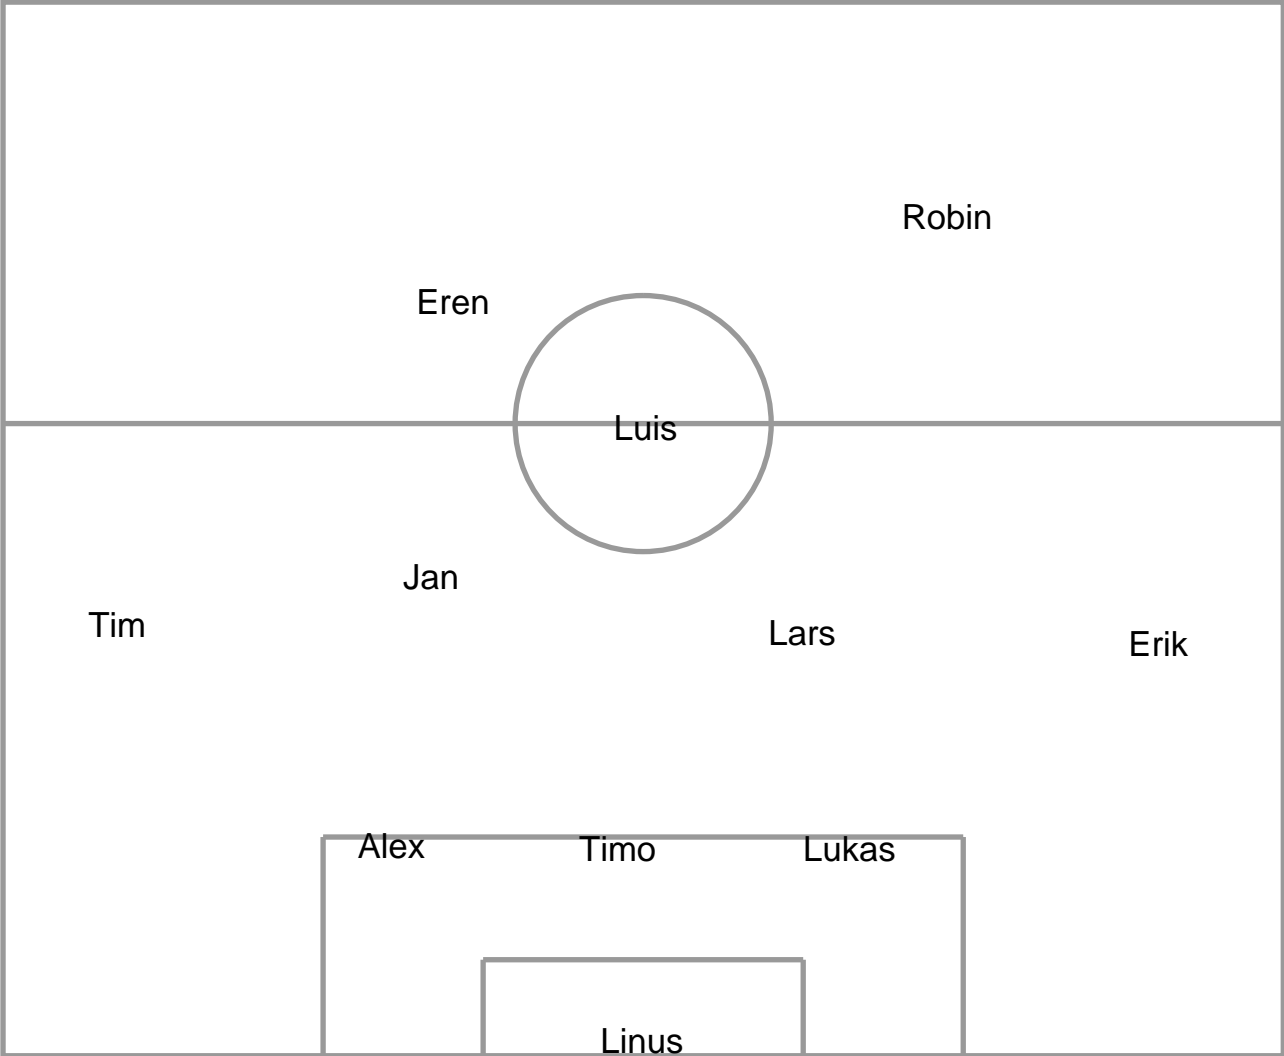 Robin
Eren
Luis
Jan
Tim
Lars
Erik
Alex
Timo
Lukas
Linus